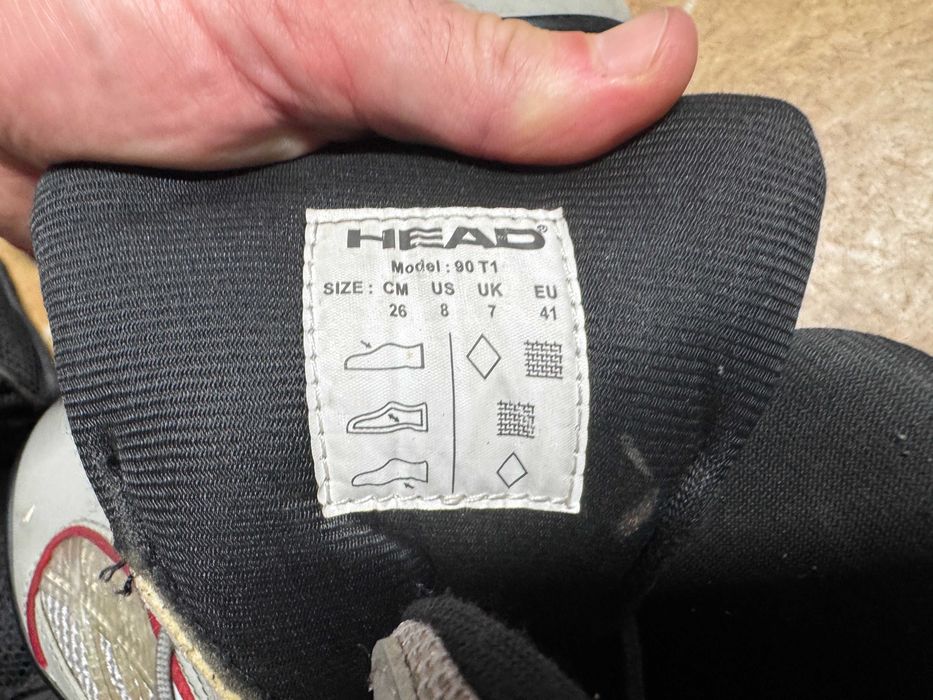 HEAD®
Model : 90 T1
SIZE : CM US UK EU
26 8 7 41